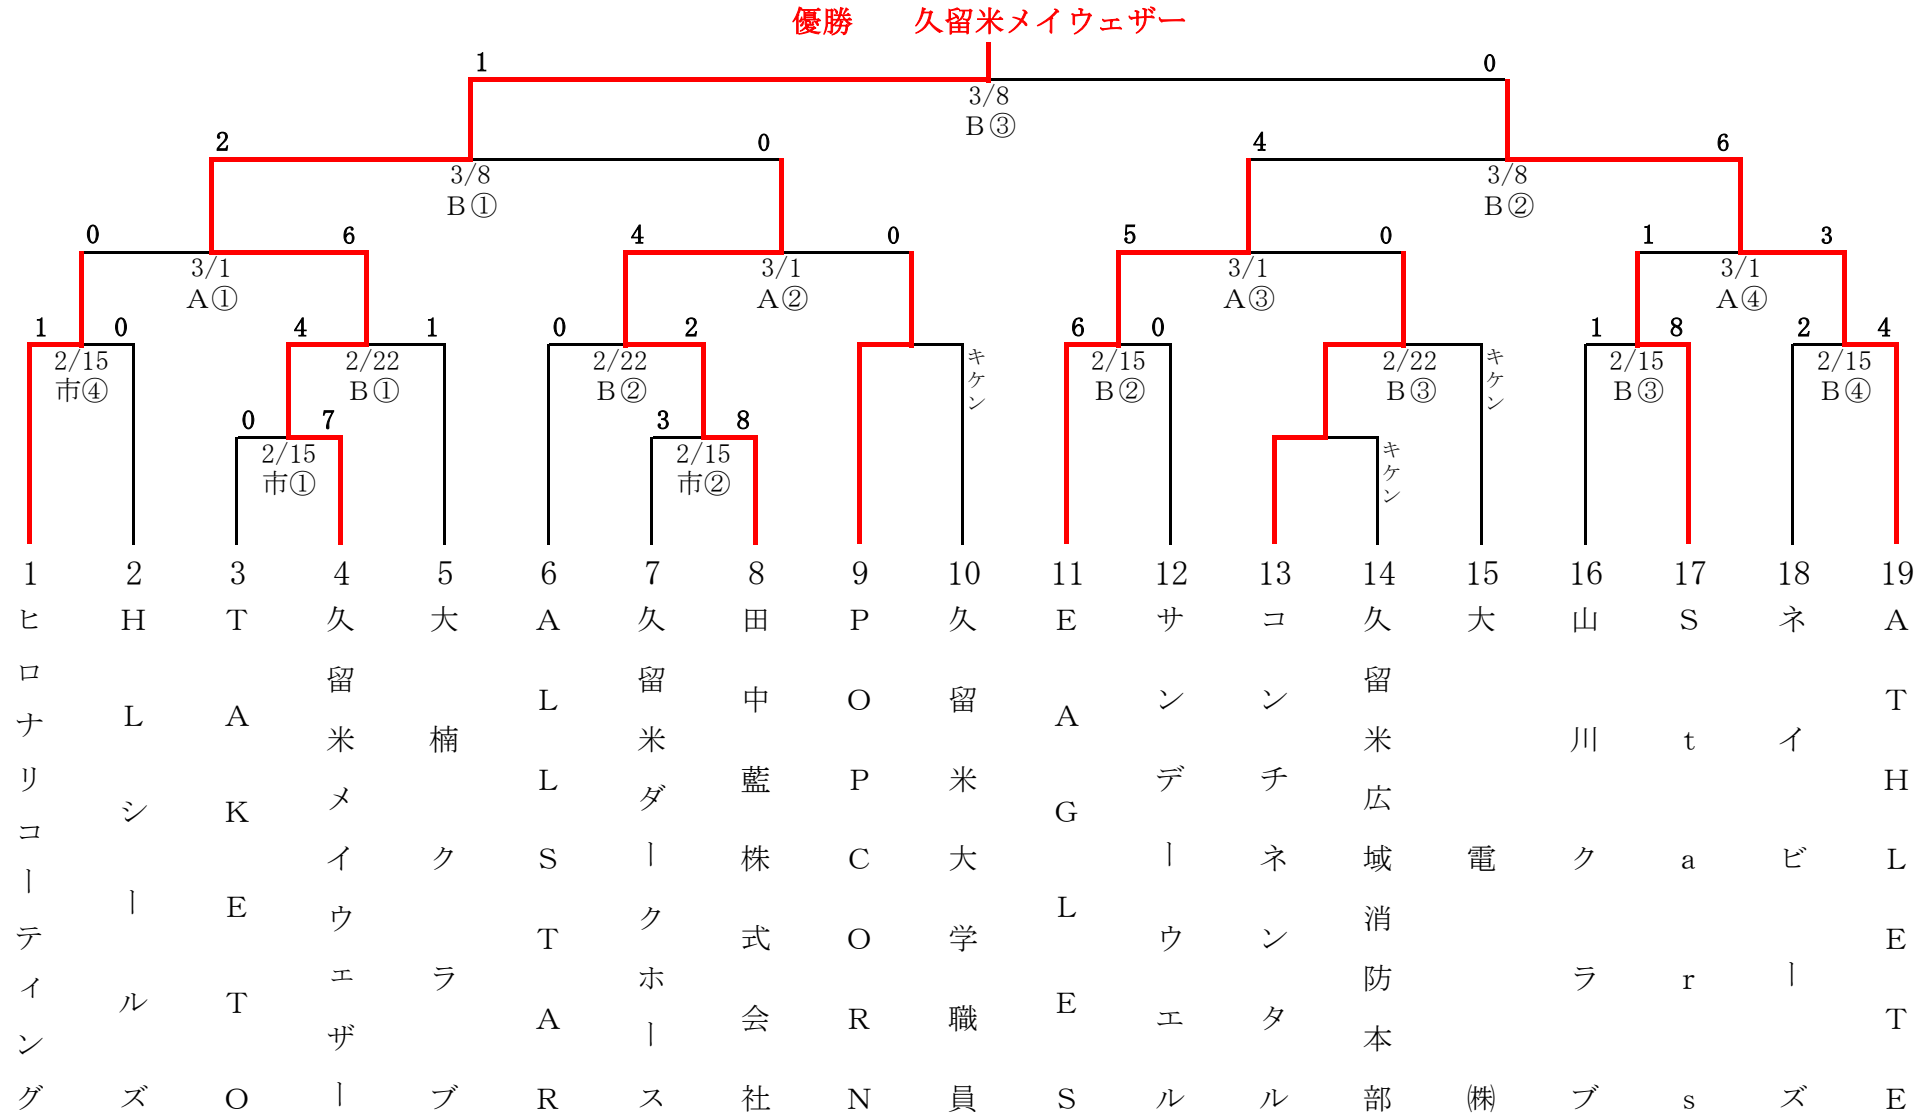 優勝　久留米メイウェザー
1 0
3/8
B③
2 0 4 6
3/8 3/8
B① B②
0 6 4 0 5 0 1 3
3/1 3/1 3/1 3/1
A① A② A③ A④
1 0 4 1 0 2 キケン 6 0 キケン 1 8 2 4
2/15 2/22 2/22 2/15 2/22 2/15 2/15
市④ B① B② B② B③ B③ B④
0 7 3 8 キケン
2/15 2/15
市① 市②
1 2 3 4 5 6 7 8 9 10 11 12 13 14 15 16 17 18 19
ヒロナリコーティング
HLシールズ
TAKETO
久留米メイウェザー
大楠クラブ
ALLSTAR
久留米ダークホース
田中藍株式会社
POPCORN
久留米大学職員
EAGLES
サンデーウエル
コンチネンタル
久留米広域消防本部
大電㈱
山川クラブ
Stars
ネイビーズ
ATHLETE